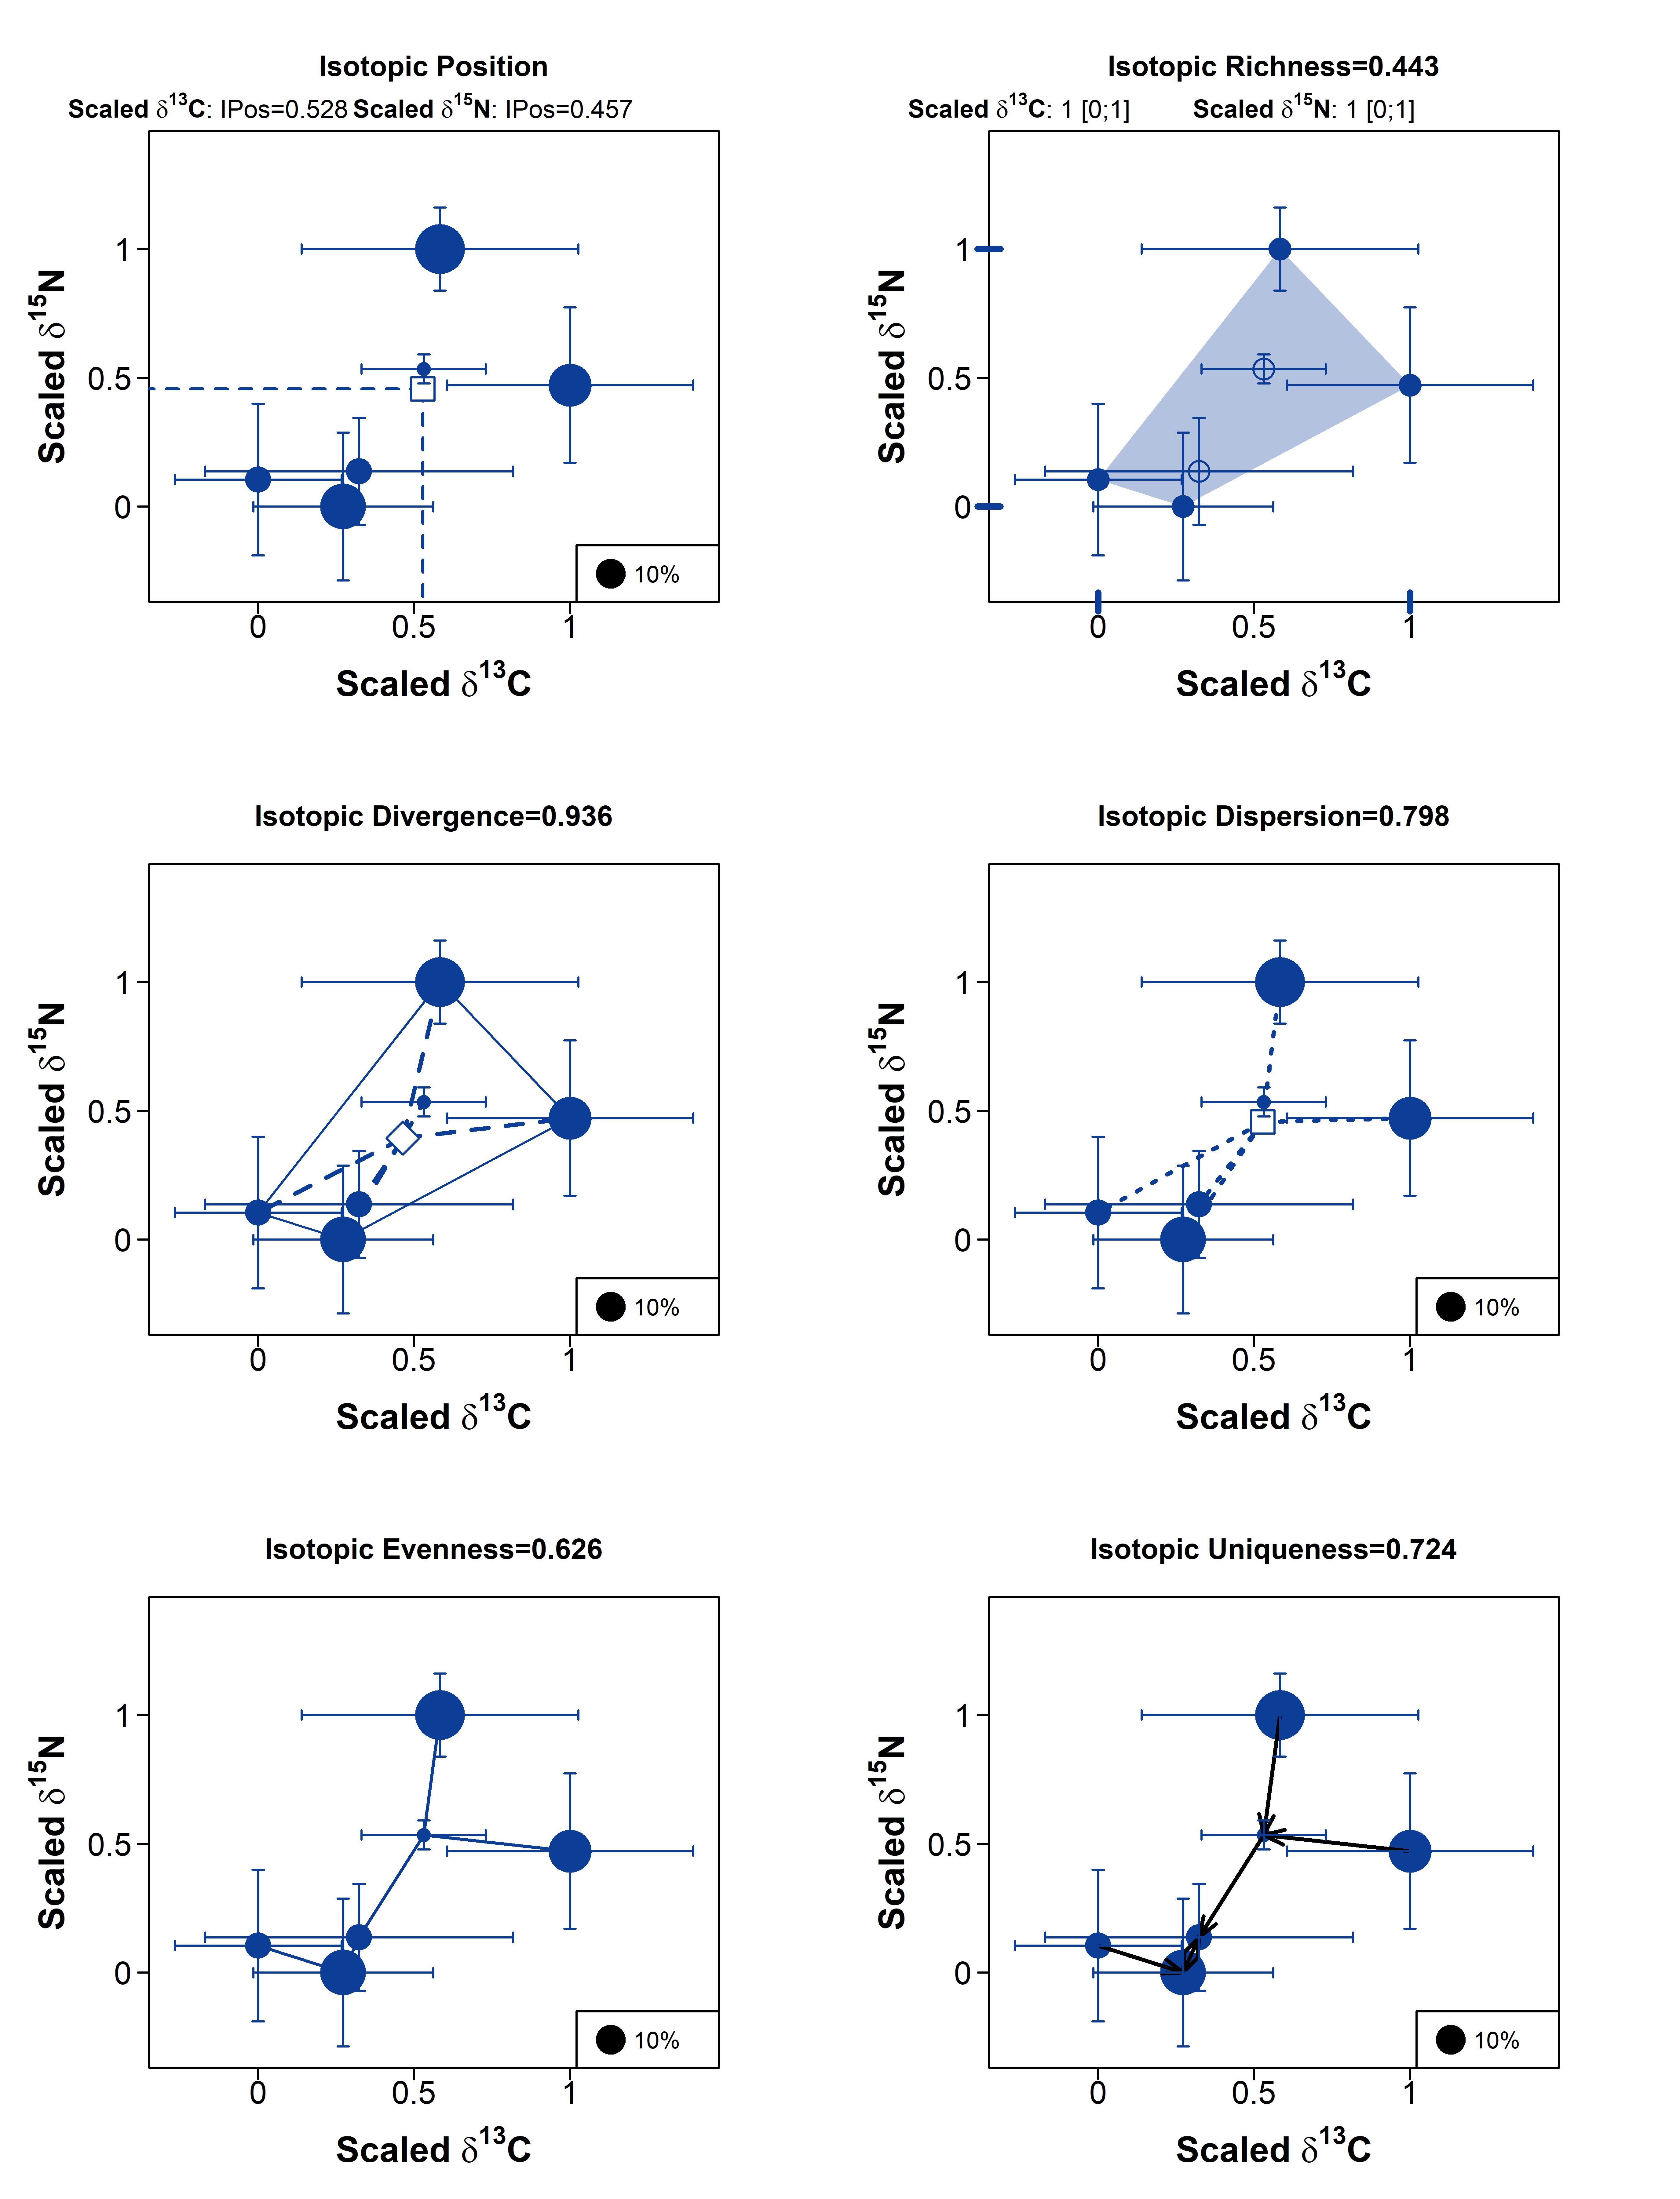 Isotopic Position
Scaled δ¹³C: IPos=0.528 Scaled δ¹⁵N: IPos=0.457
Scaled δ¹⁵N
1
0.5
0
10%
0 0.5 1
Scaled δ¹³C
Isotopic Richness=0.443
Scaled δ¹³C: 1 [0;1] Scaled δ¹⁵N: 1 [0;1]
Scaled δ¹⁵N
1
0.5
0
0 0.5 1
Scaled δ¹³C
Isotopic Divergence=0.936
Scaled δ¹⁵N
1
0.5
0
10%
0 0.5 1
Scaled δ¹³C
Isotopic Dispersion=0.798
Scaled δ¹⁵N
1
0.5
0
10%
0 0.5 1
Scaled δ¹³C
Isotopic Evenness=0.626
Scaled δ¹⁵N
1
0.5
0
10%
0 0.5 1
Scaled δ¹³C
Isotopic Uniqueness=0.724
Scaled δ¹⁵N
1
0.5
0
10%
0 0.5 1
Scaled δ¹³C